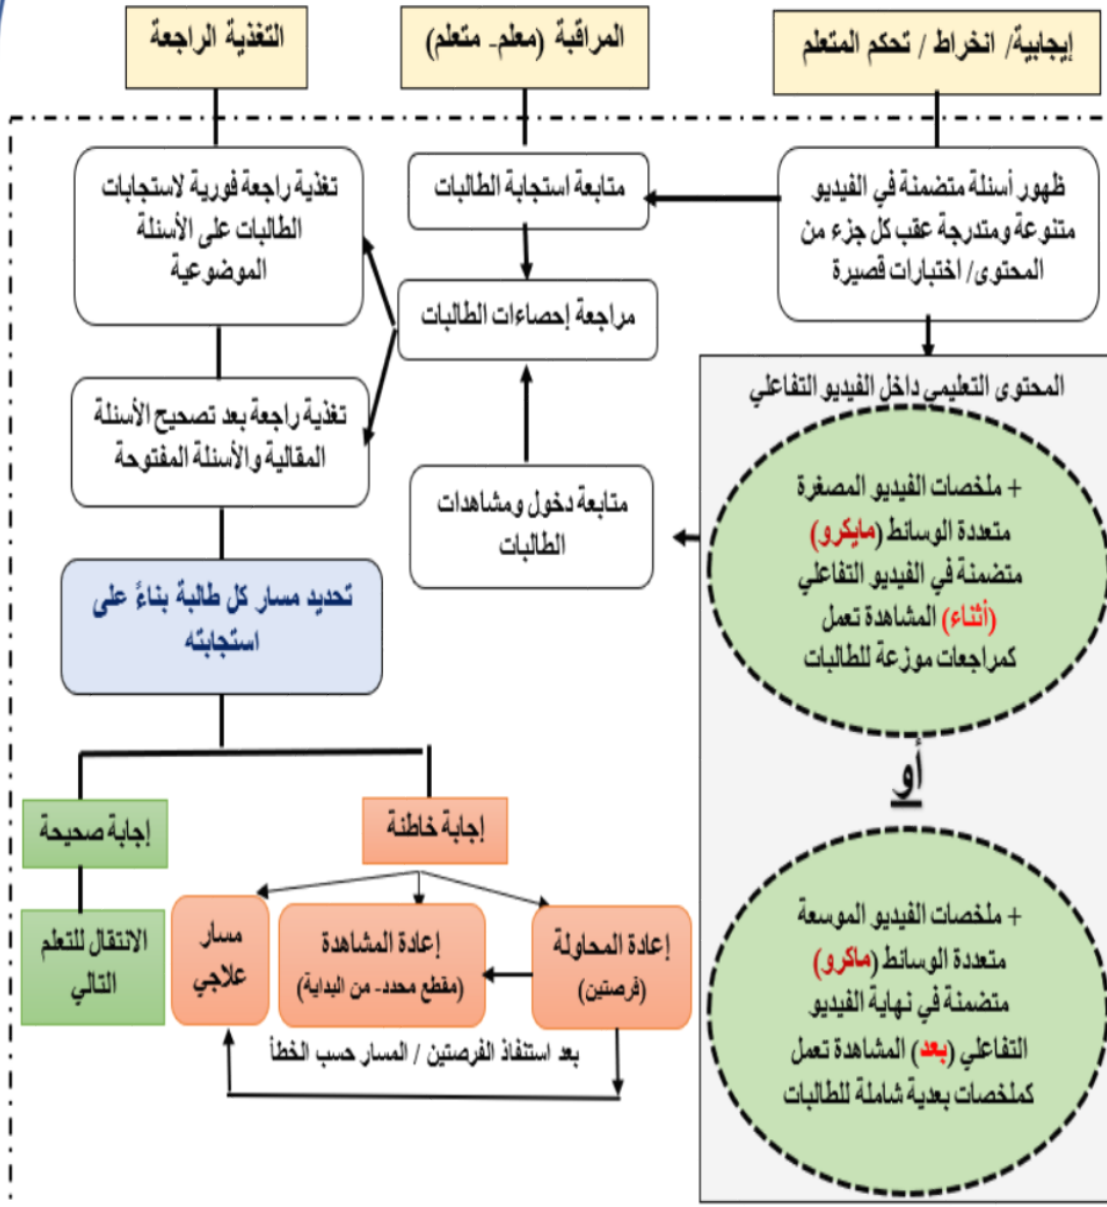 إيجابية/ انخراط / تحكم المتعلم
المراقبة (معلم- متعلم)
التغذية الراجعة
ظهور أسئلة متضمنة في الفيديو
متنوعة ومتدرجة عقب كل جزء من
المحتوى/ اختبارات قصيرة
متابعة استجابة الطالبات
مراجعة إحصاءات الطالبات
متابعة دخول ومشاهدات
الطالبات
تغذية راجعة فورية لاستجابات
الطالبات على الأسئلة
الموضوعية
تغذية راجعة بعد تصحيح الأسئلة
المقالية والأسئلة المفتوحة
تحديد مسار كل طالبة بناءً على
استجابته
المحتوى التعليمي داخل الفيديو التفاعلي
+ ملخصات الفيديو المصغرة
متعددة الوسائط (مايكرو)
متضمنة في الفيديو التفاعلي
(أثناء) المشاهدة تعمل
كمراجعات موزعة للطالبات
أو
+ ملخصات الفيديو الموسعة
متعددة الوسائط (ماكرو)
متضمنة في نهاية الفيديو
التفاعلي (بعد) المشاهدة تعمل
كملخصات بعدية شاملة للطالبات
إجابة خاطئة
إجابة صحيحة
إعادة المحاولة
(فرصتين)
إعادة المشاهدة
(مقطع محدد- من البداية)
مسار
علاجي
الانتقال للتعلم
التالي
بعد استنفاذ الفرصتين / المسار حسب الخطأ